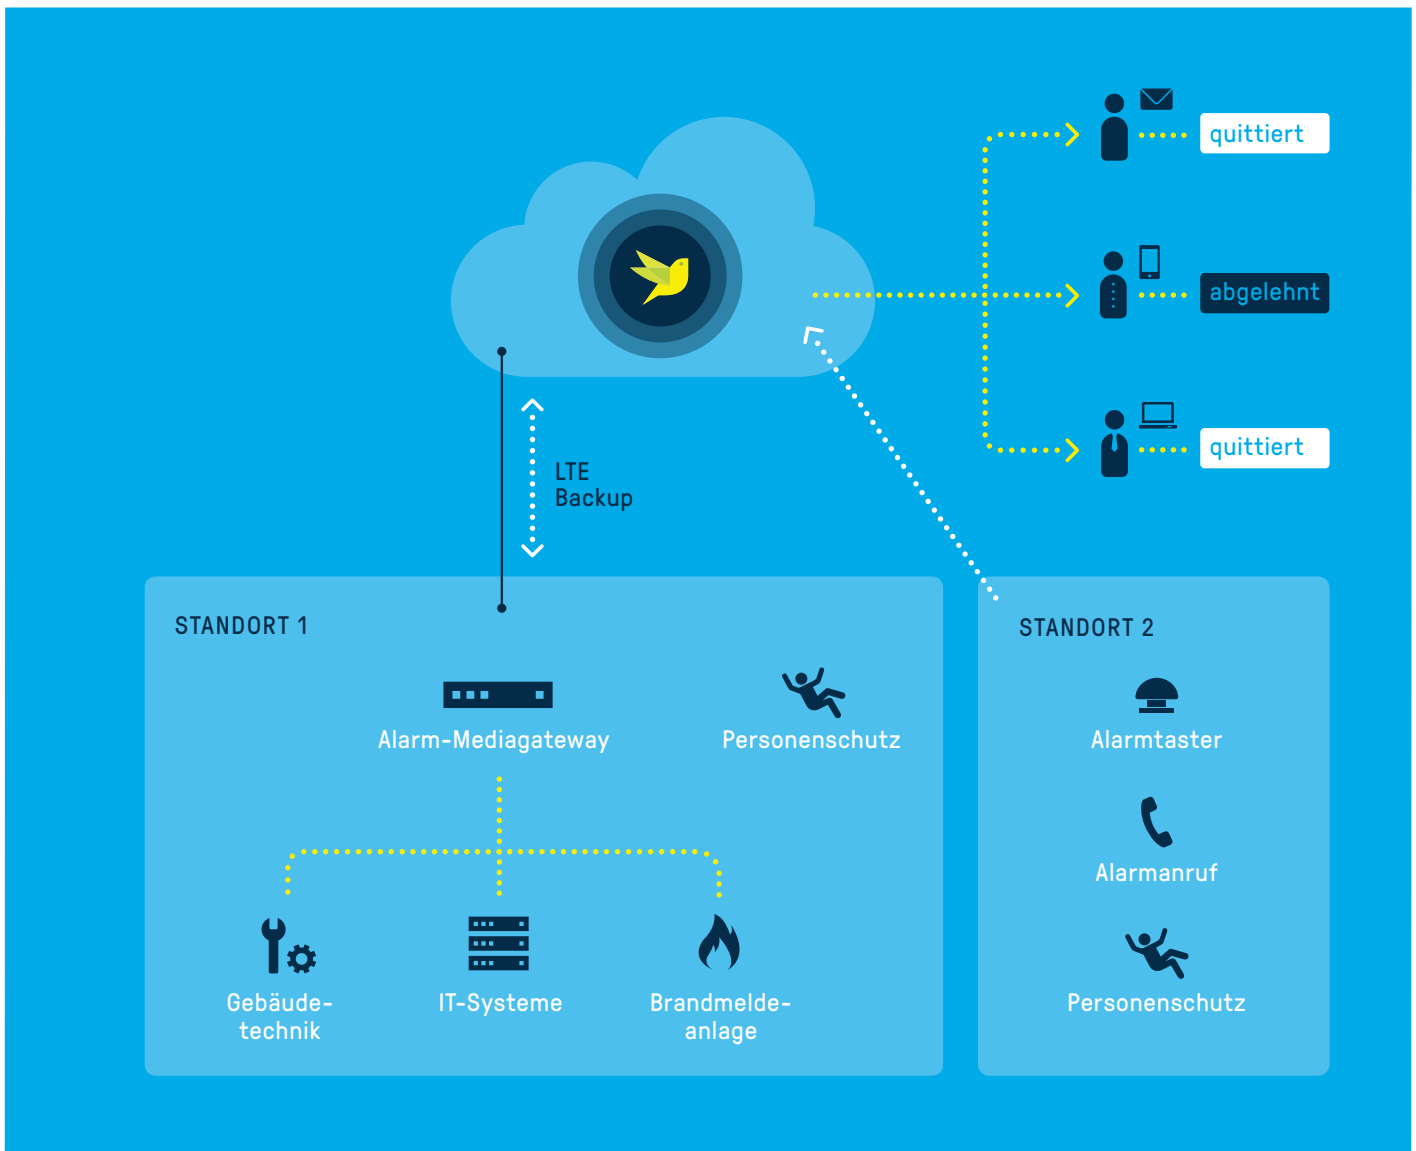 quittiert
abgelehnt
quittiert
LTE
Backup
STANDORT 1
Alarm-Mediagateway
Personenschutz
Gebäude-
technik
IT-Systeme
Brandmelde-
anlage
STANDORT 2
Alarmtaster
Alarmanruf
Personenschutz